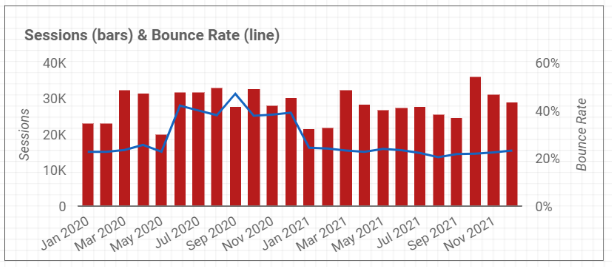 Sessions (bars) & Bounce Rate (line)
40K
30K
20K
10K
0
Sessions
60%
40%
20%
0%
Bounce Rate
Jan 2020
Mar 2020
May 2020
Jul 2020
Sep 2020
Nov 2020
Jan 2021
Mar 2021
May 2021
Jul 2021
Sep 2021
Nov 2021